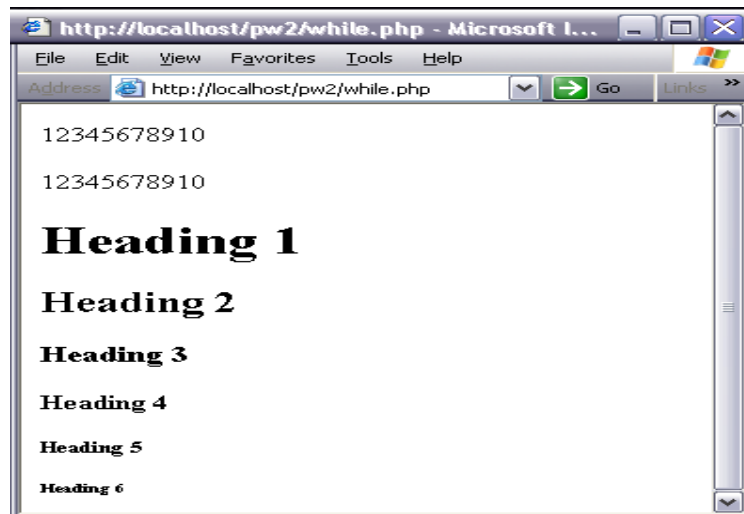 http://localhost/pw2/while.php - Microsoft I...
File Edit View Favorites Tools Help
Address http://localhost/pw2/while.php Go Links »
12345678910
12345678910
Heading 1
Heading 2
Heading 3
Heading 4
Heading 5
Heading 6